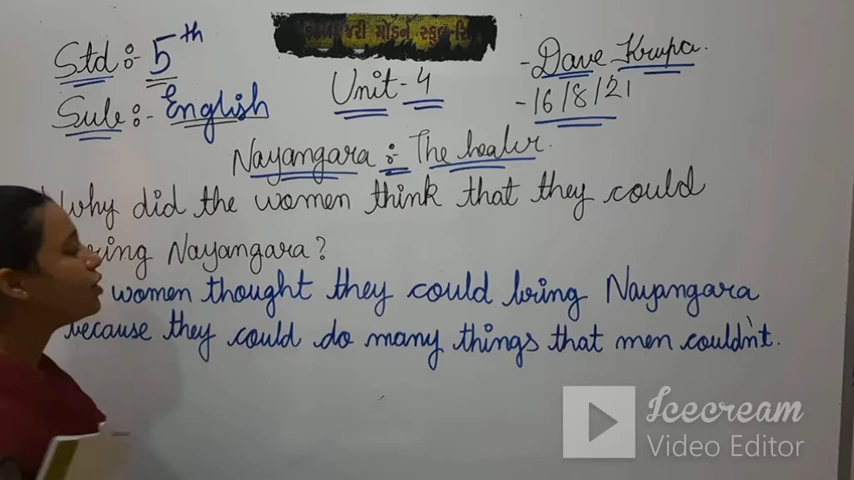 મોડર્ન સ્કુલ
Std :- 5th
Unit - 4
- Dave Krupa.
Sub :- English
- 16/8/21
Nayangara :- The healer.
why did the women think that they could
ring Nayangara?
women thought they could bring Nayangara
because they could do many things that men couldn't.
Icecream
Video Editor